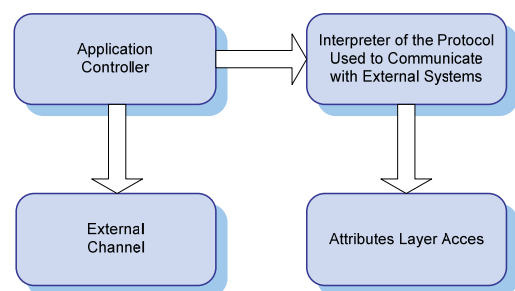 Application
Controller
Interpreter of the Protocol
Used to Communicate
with External Systems
External
Channel
Attributes Layer Acces